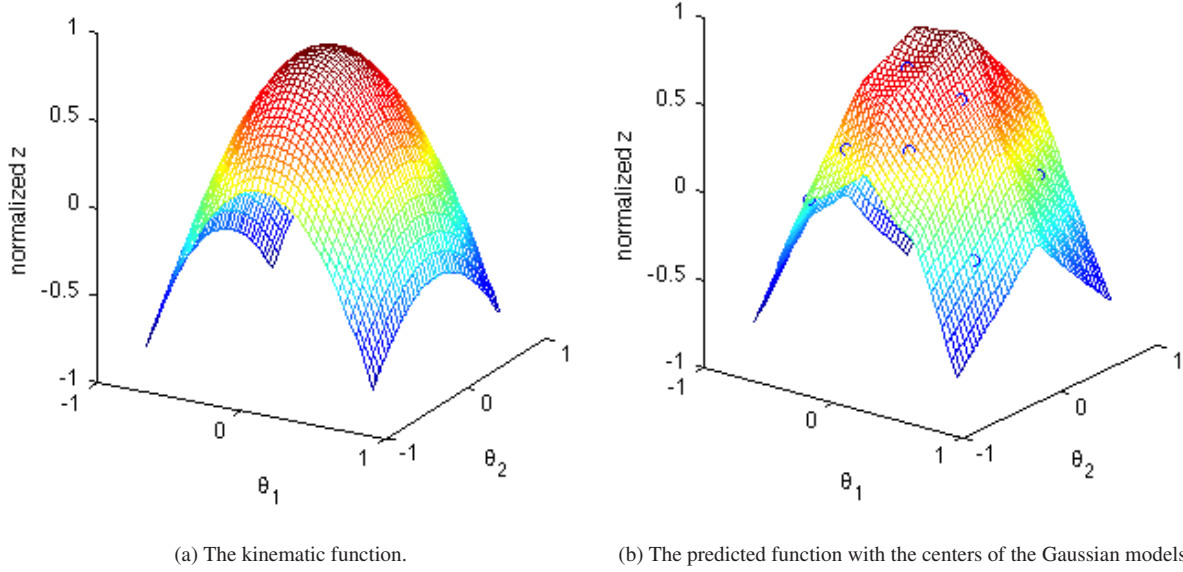 1
0.5
0
-0.5
-1
normalized z
-1
0
1
θ1
-1
0
1
θ2
(a) The kinematic function.
1
0.5
0
-0.5
-1
normalized z
-1
0
1
θ1
-1
0
1
θ2
(b) The predicted function with the centers of the Gaussian models